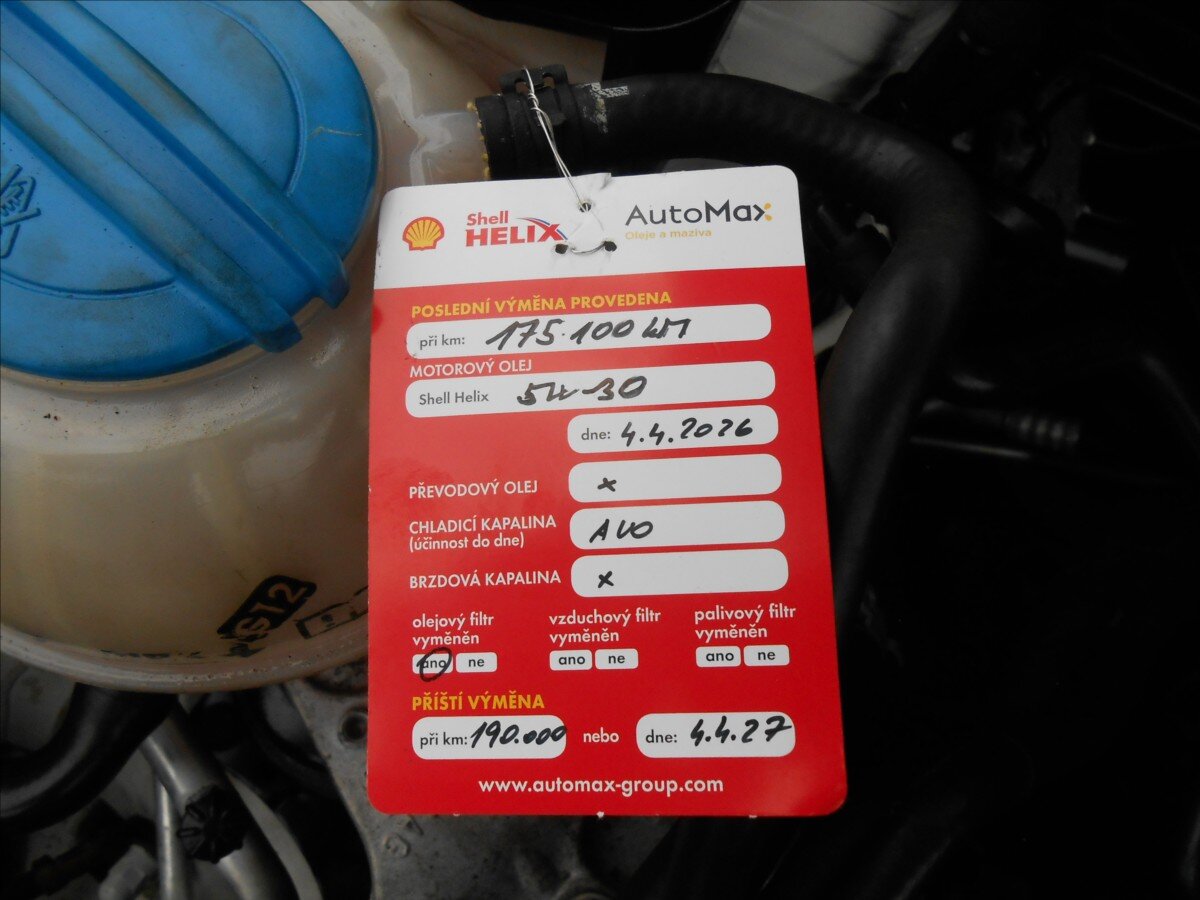 Shell
HELIX
AutoMax
Oleje a maziva
POSLEDNÍ VÝMĚNA PROVEDENA
při km: 175.100 KM
MOTOROVÝ OLEJ
Shell Helix 5W-30
dne: 4.4.2026
PŘEVODOVÝ OLEJ x
CHLADICÍ KAPALINA
(účinnost do dne) ANO
BRZDOVÁ KAPALINA x
olejový filtr
vyměněn
ano ne
vzduchový filtr
vyměněn
ano ne
palivový filtr
vyměněn
ano ne
PŘÍŠTÍ VÝMĚNA
při km: 190.000 nebo dne: 4.4.27
www.automax-group.com
G12